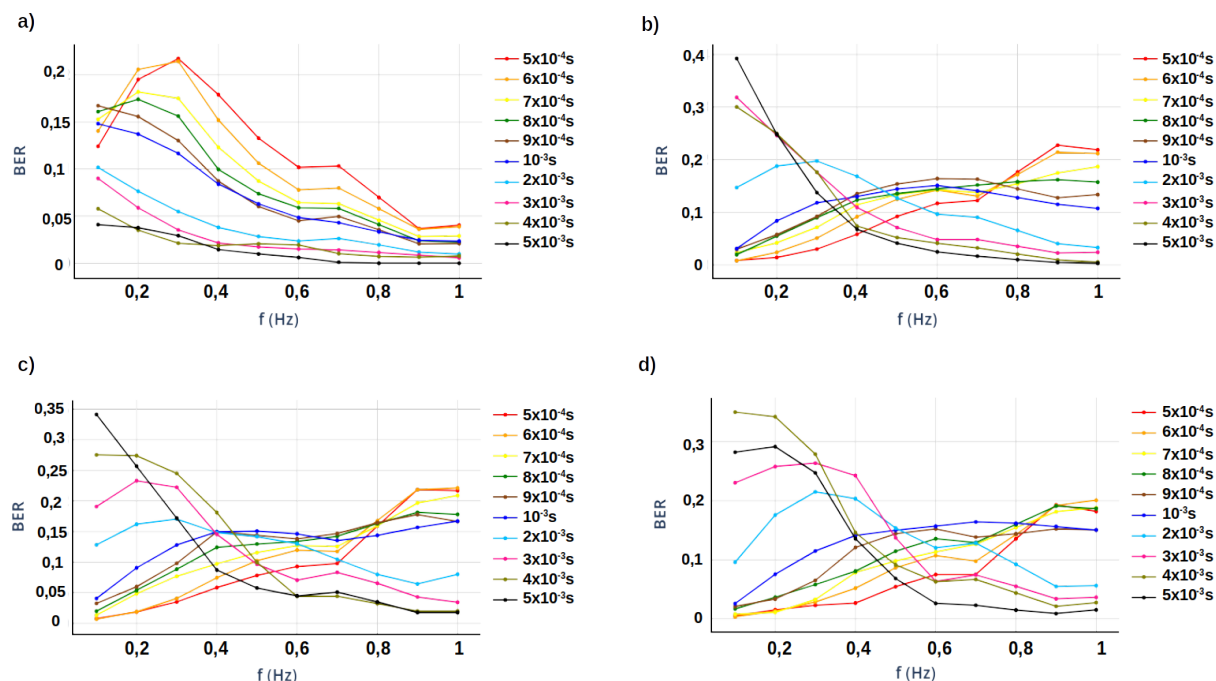 a)
BER
0,2
0,15
0,1
0,05
0
0,2 0,4 0,6 0,8 1
f (Hz)
5x10⁻⁴s
6x10⁻⁴s
7x10⁻⁴s
8x10⁻⁴s
9x10⁻⁴s
10⁻³s
2x10⁻³s
3x10⁻³s
4x10⁻³s
5x10⁻³s
b)
BER
0,4
0,3
0,2
0,1
0
0,2 0,4 0,6 0,8 1
f (Hz)
5x10⁻⁴s
6x10⁻⁴s
7x10⁻⁴s
8x10⁻⁴s
9x10⁻⁴s
10⁻³s
2x10⁻³s
3x10⁻³s
4x10⁻³s
5x10⁻³s
c)
BER
0,35
0,3
0,25
0,2
0,15
0,1
0,05
0
0,2 0,4 0,6 0,8 1
f (Hz)
5x10⁻⁴s
6x10⁻⁴s
7x10⁻⁴s
8x10⁻⁴s
9x10⁻⁴s
10⁻³s
2x10⁻³s
3x10⁻³s
4x10⁻³s
5x10⁻³s
d)
BER
0,3
0,2
0,1
0
0,2 0,4 0,6 0,8 1
f (Hz)
5x10⁻⁴s
6x10⁻⁴s
7x10⁻⁴s
8x10⁻⁴s
9x10⁻⁴s
10⁻³s
2x10⁻³s
3x10⁻³s
4x10⁻³s
5x10⁻³s